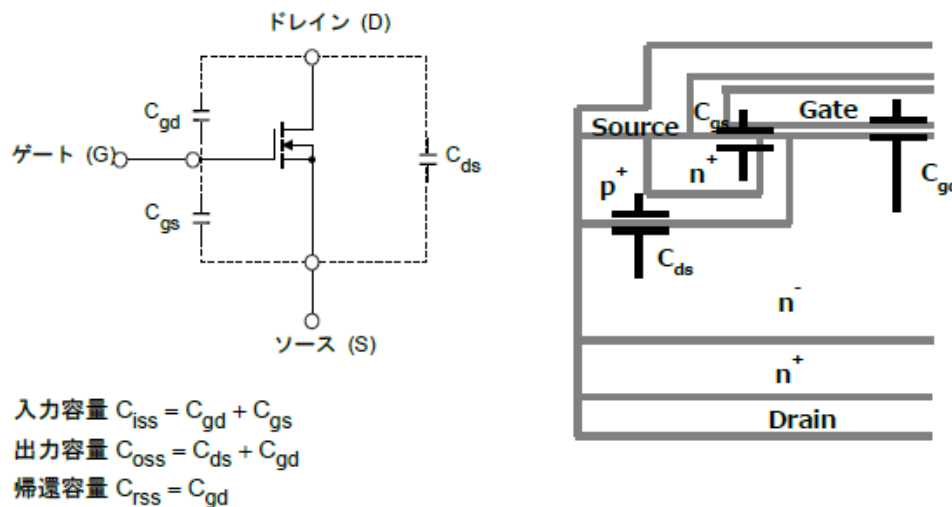 ドレイン (D)
Cgd
ゲート (G)
Cds
Cgs
ソース (S)
入力容量 Ciss = Cgd + Cgs
出力容量 Coss = Cds + Cgd
帰還容量 Crss = Cgd
Cgs
Gate
Source
n+
p+
Cgd
Cds
n-
n+
Drain